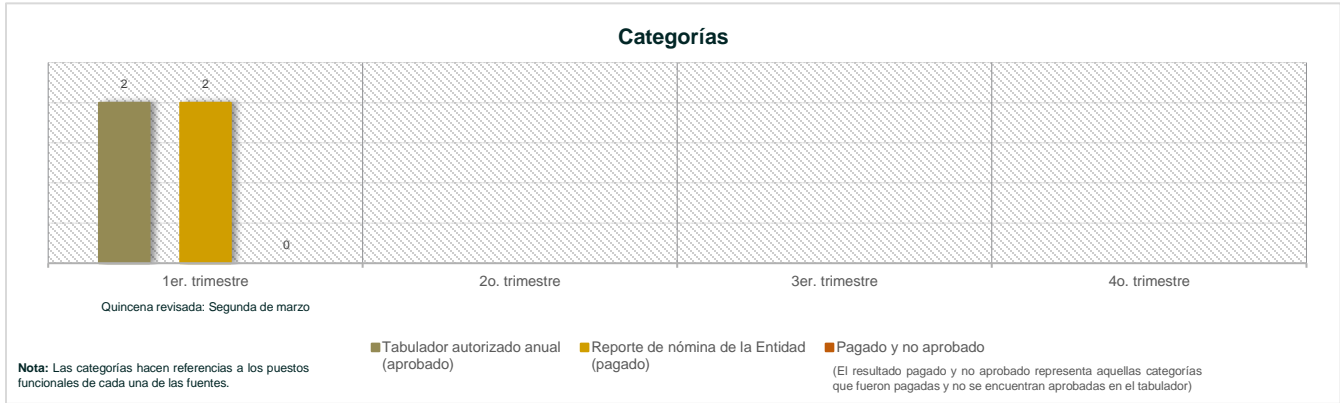 Categorías
2
2
0
1er. trimestre
2o. trimestre
3er. trimestre
4o. trimestre
Quincena revisada: Segunda de marzo
Tabulador autorizado anual
(aprobado)
Reporte de nómina de la Entidad
(pagado)
Pagado y no aprobado
(El resultado pagado y no aprobado representa aquellas categorías
que fueron pagadas y no se encuentran aprobadas en el tabulador)
Nota: Las categorías hacen referencias a los puestos
funcionales de cada una de las fuentes.